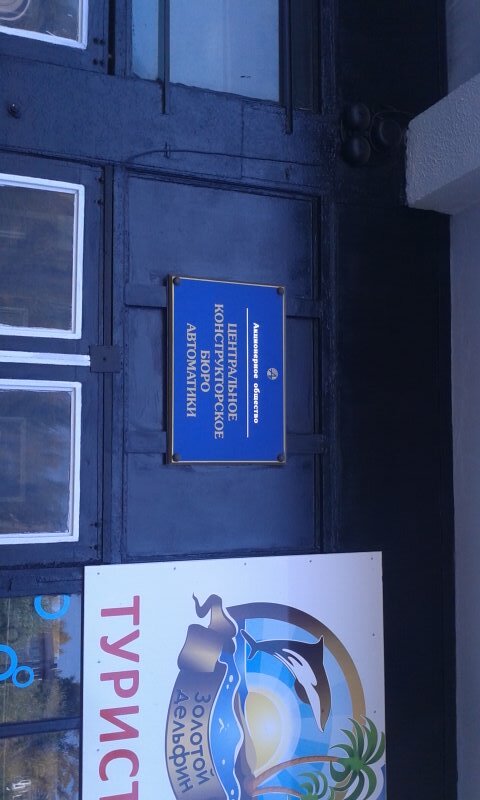 Акционерное общество
ЦЕНТРАЛЬНОЕ
КОНСТРУКТОРСКОЕ
БЮРО
АВТОМАТИКИ
Золотой
Дельфин
ТУРИСТ